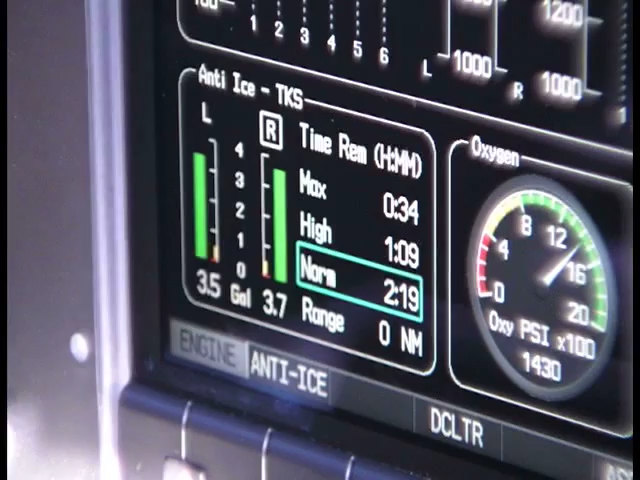 100
1 2 3 4 5 6
1200
L 1000 R 1000
Anti Ice - TKS
L R Time Rem (H:MM)
4
3
2
1
0
Max 0:34
High 1:09
Norm 2:19
Range 0 NM
3.5 Gal 3.7
Oxygen
0 4 8 12 16 20
Oxy PSI x100
1430
ENGINE ANTI-ICE DCLTR